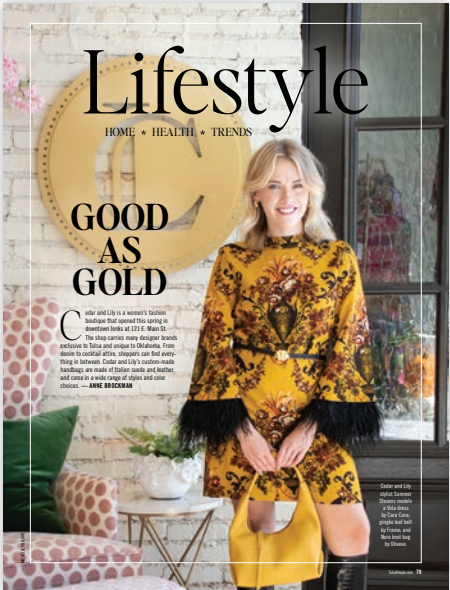 Lifestyle
HOME ★ HEALTH ★ TRENDS
C
GOOD
AS
GOLD
Cedar and Lily is a women's fashion
boutique that opened this spring in
downtown Jenks at 121 E. Main St.
The shop carries many designer brands
exclusive to Tulsa and unique to Oklahoma. From
denim to cocktail attire, shoppers can find every-
thing in between. Cedar and Lily's custom-made
handbags are made of Italian suede and leather,
and come in a wide range of styles and color
choices. — ANNE BROCKMAN
Cedar and Lily
stylist Summer
Stevens models
a Vida dress
by Cara Cara,
gingko leaf belt
by Frame, and
Nora knot bag
by Oliveve.
TulsaPeople.com 79